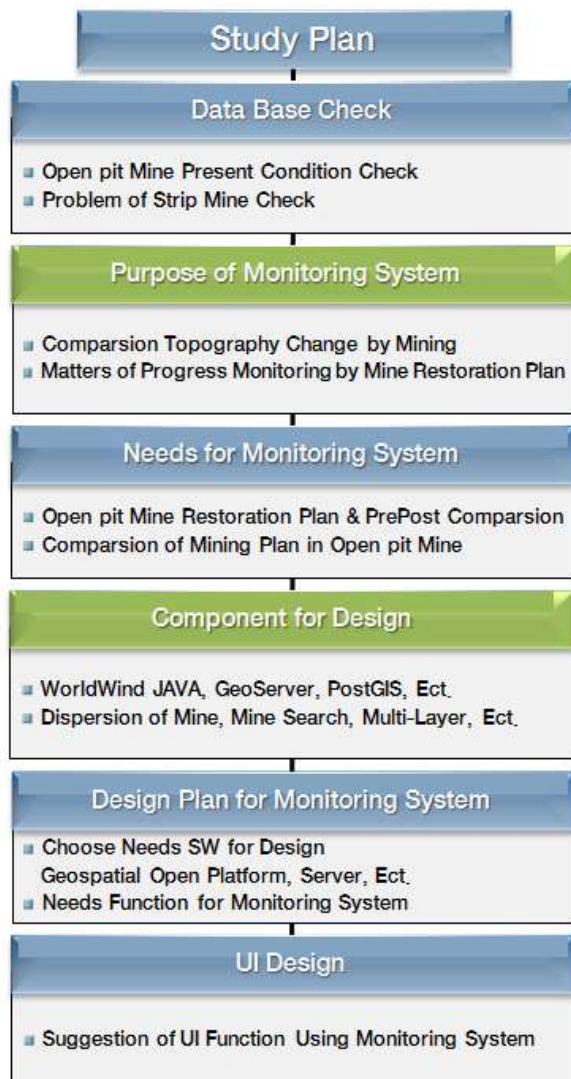 Study Plan
Data Base Check
Open pit Mine Present Condition Check
Problem of Strip Mine Check
Purpose of Monitoring System
Comparsion Topography Change by Mining
Matters of Progress Monitoring by Mine Restoration Plan
Needs for Monitoring System
Open pit Mine Restoration Plan & PrePost Comparsion
Comparsion of Mining Plan in Open pit Mine
Component for Design
WorldWind JAVA, GeoServer, PostGIS, Ect.
Dispersion of Mine, Mine Search, Multi-Layer, Ect.
Design Plan for Monitoring System
Choose Needs SW for Design
Geospatial Open Platform, Server, Ect.
Needs Function for Monitoring System
UI Design
Suggestion of UI Function Using Monitoring System